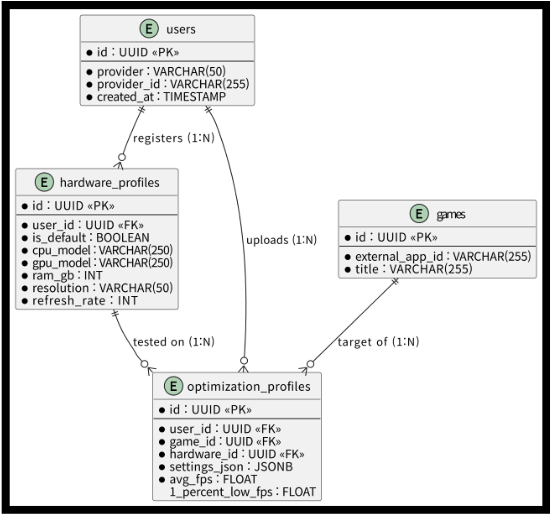 E users
id : UUID «PK»
provider : VARCHAR(50)
provider_id : VARCHAR(255)
created_at : TIMESTAMP
registers (1:N)
E hardware_profiles
id : UUID «PK»
user_id : UUID «FK»
is_default : BOOLEAN
cpu_model : VARCHAR(250)
gpu_model : VARCHAR(250)
ram_gb : INT
resolution : VARCHAR(50)
refresh_rate : INT
uploads (1:N)
E games
id : UUID «PK»
external_app_id : VARCHAR(255)
title : VARCHAR(255)
tested on (1:N)
target of (1:N)
E optimization_profiles
id : UUID «PK»
user_id : UUID «FK»
game_id : UUID «FK»
hardware_id : UUID «FK»
settings_json : JSONB
avg_fps : FLOAT
1_percent_low_fps : FLOAT